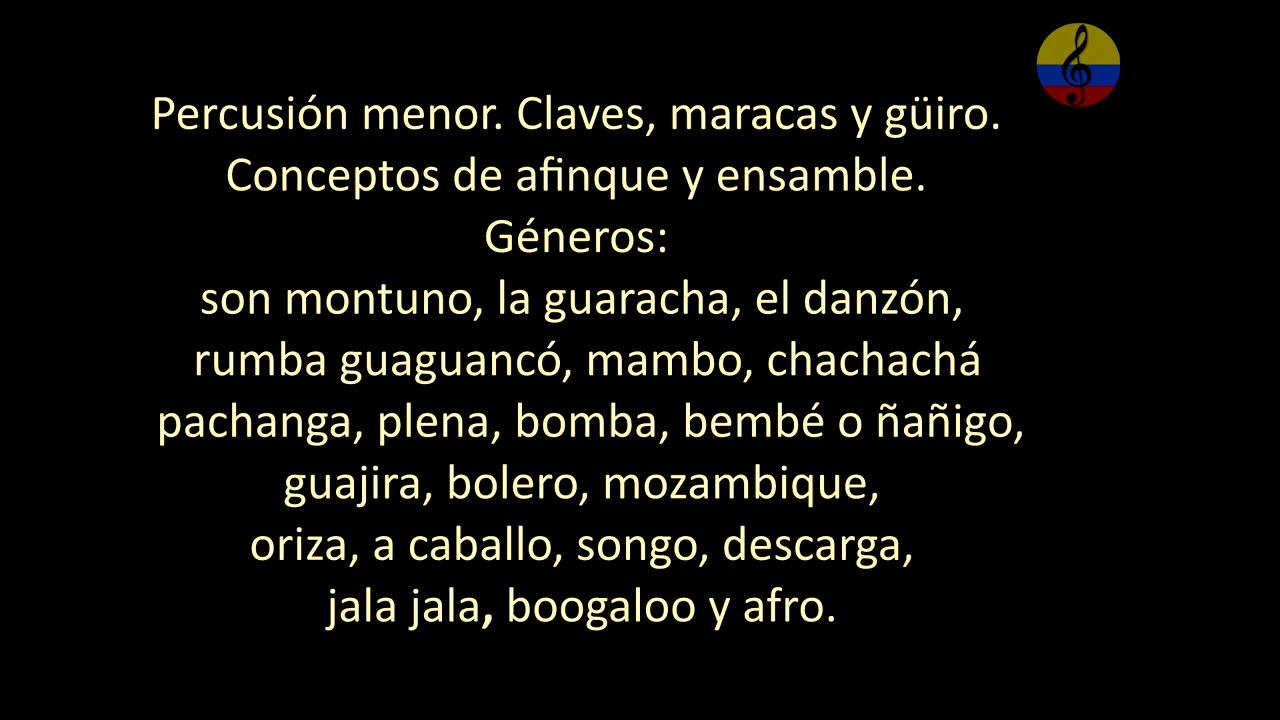 Percusión menor. Claves, maracas y güiro.
Conceptos de afinque y ensamble.
Géneros:
son montuno, la guaracha, el danzón,
rumba guaguancó, mambo, chachachá
pachanga, plena, bomba, bembé o ñañigo,
guajira, bolero, mozambique,
oriza, a caballo, songo, descarga,
jala jala, boogaloo y afro.